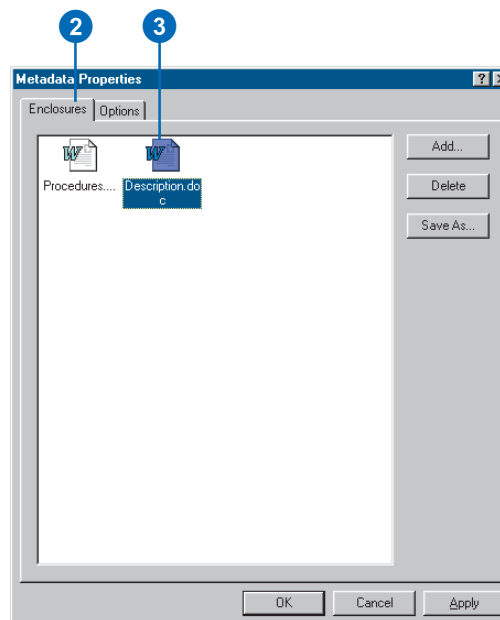 2 3
Metadata Properties
Enclosures Options
Add...
Procedures.... Description.do
c
Delete
Save As...
OK Cancel Apply